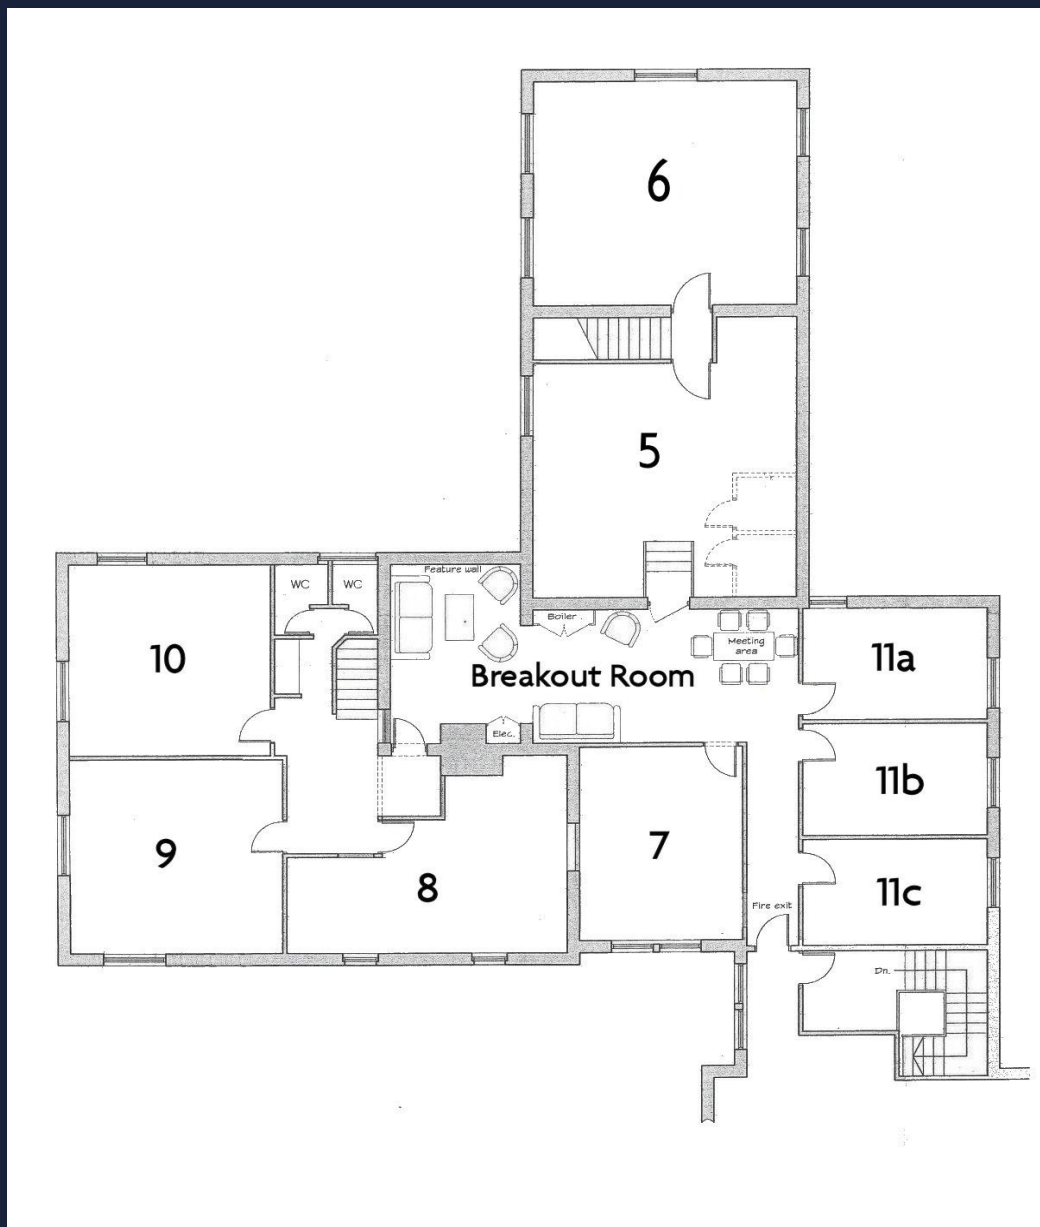 6
5
Feature wall
WC
WC
Boiler
Meeting
area
10
Breakout Room
11a
Elec.
11b
9
7
8
11c
Fire exit
Dn.